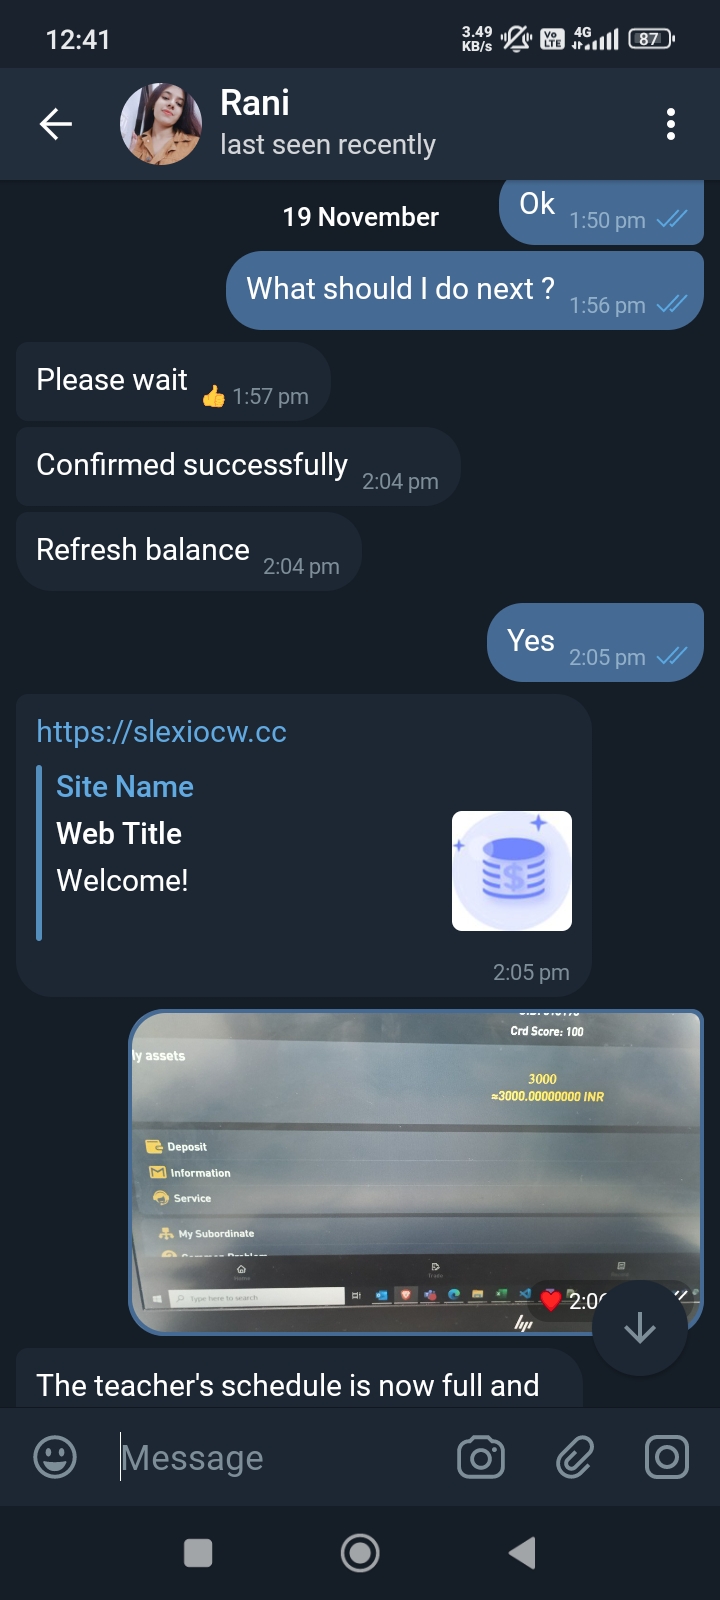 12:41
3.49
KB/s
Vo
LTE
4G
87
Rani
last seen recently
19 November
Ok 1:50 pm
What should I do next ? 1:56 pm
Please wait 👍 1:57 pm
Confirmed successfully 2:04 pm
Refresh balance 2:04 pm
Yes 2:05 pm
https://slexiocw.cc
Site Name
Web Title
Welcome!
2:05 pm
Crd Score: 100
ly assets
3000
≈3000.00000000 INR
Deposit
Information
Service
My Subordinate
Common Problem
Home
Trade
Type here to search
hp
❤️ 2:0
The teacher's schedule is now full and
Message